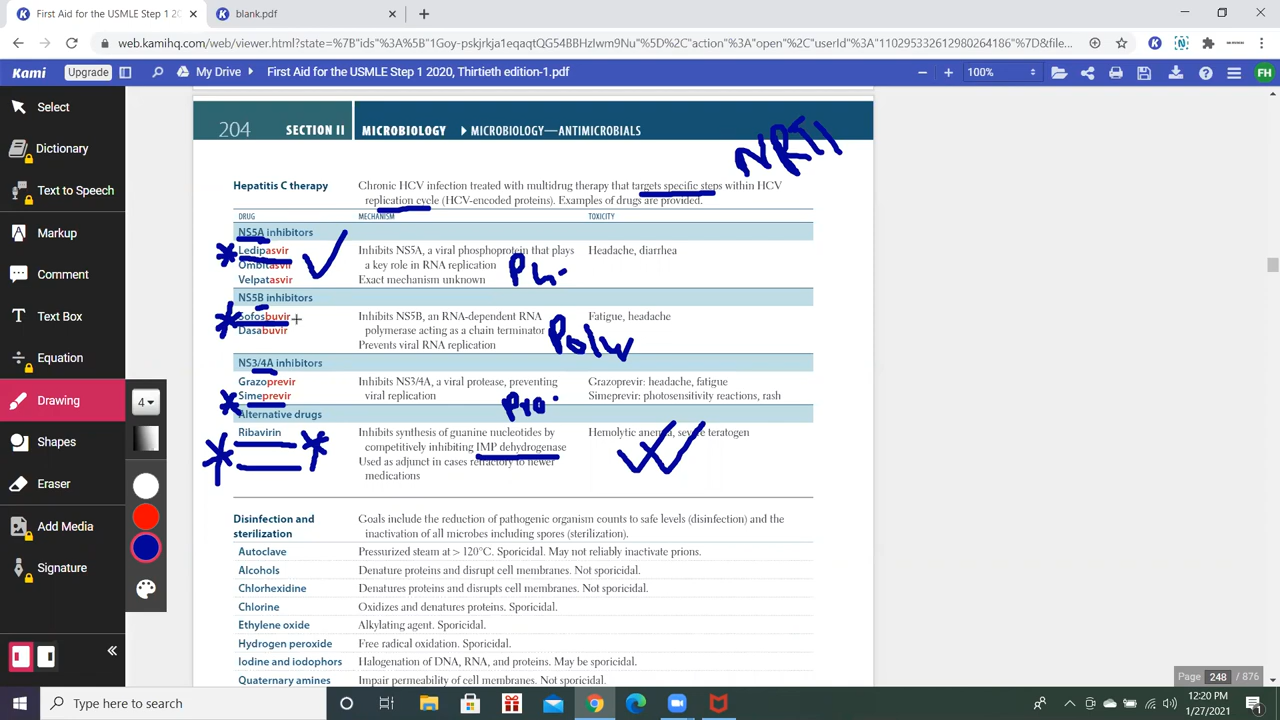 First Aid for the USMLE Step 1 20
blank.pdf
web.kamihq.com/web/viewer.html?state=%7B"ids"%3A%5B"1Goy-pskjrkja1eqaqtQG54BBHzlwm9Nu"%5D%2C"action"%3A"open"%2C"userId"%3A"110295332612980264186"%7D&file...
Kami
Upgrade
My Drive
First Aid for the USMLE Step 1 2020, Thirtieth edition-1.pdf
100%
FH
Select
Dictionary
Text to Speech
Markup
Comment
Text Box
Equation
Drawing
4
Shapes
Eraser
Add Media
Signature
204 SECTION II MICROBIOLOGY MICROBIOLOGY—ANTIMICROBIALS
NRTI
Hepatitis C therapy Chronic HCV infection treated with multidrug therapy that targets specific steps within HCV
replication cycle (HCV-encoded proteins). Examples of drugs are provided.
DRUG MECHANISM TOXICITY
NS5A inhibitors
Ledipasvir Inhibits NS5A, a viral phosphoprotein that plays Headache, diarrhea
Ombitasvir a key role in RNA replication
Velpatasvir Exact mechanism unknown
Ph.
NS5B inhibitors
Sofosbuvir Inhibits NS5B, an RNA-dependent RNA Fatigue, headache
Dasabuvir polymerase acting as a chain terminator
Prevents viral RNA replication
Poly
NS3/4A inhibitors
Grazoprevir Inhibits NS3/4A, a viral protease, preventing Grazoprevir: headache, fatigue
Simeprevir viral replication Simeprevir: photosensitivity reactions, rash
Pro.
Alternative drugs
Ribavirin Inhibits synthesis of guanine nucleotides by Hemolytic anemia, severe teratogen
competitively inhibiting IMP dehydrogenase
Used as adjunct in cases refractory to newer
medications
Disinfection and Goals include the reduction of pathogenic organism counts to safe levels (disinfection) and the
sterilization inactivation of all microbes including spores (sterilization).
Autoclave Pressurized steam at > 120°C. Sporicidal. May not reliably inactivate prions.
Alcohols Denature proteins and disrupt cell membranes. Not sporicidal.
Chlorhexidine Denatures proteins and disrupts cell membranes. Not sporicidal.
Chlorine Oxidizes and denatures proteins. Sporicidal.
Ethylene oxide Alkylating agent. Sporicidal.
Hydrogen peroxide Free radical oxidation. Sporicidal.
Iodine and iodophors Halogenation of DNA, RNA, and proteins. May be sporicidal.
Quaternary amines Impair permeability of cell membranes. Not sporicidal.
Page 248 / 876
Type here to search
12:20 PM
1/27/2021